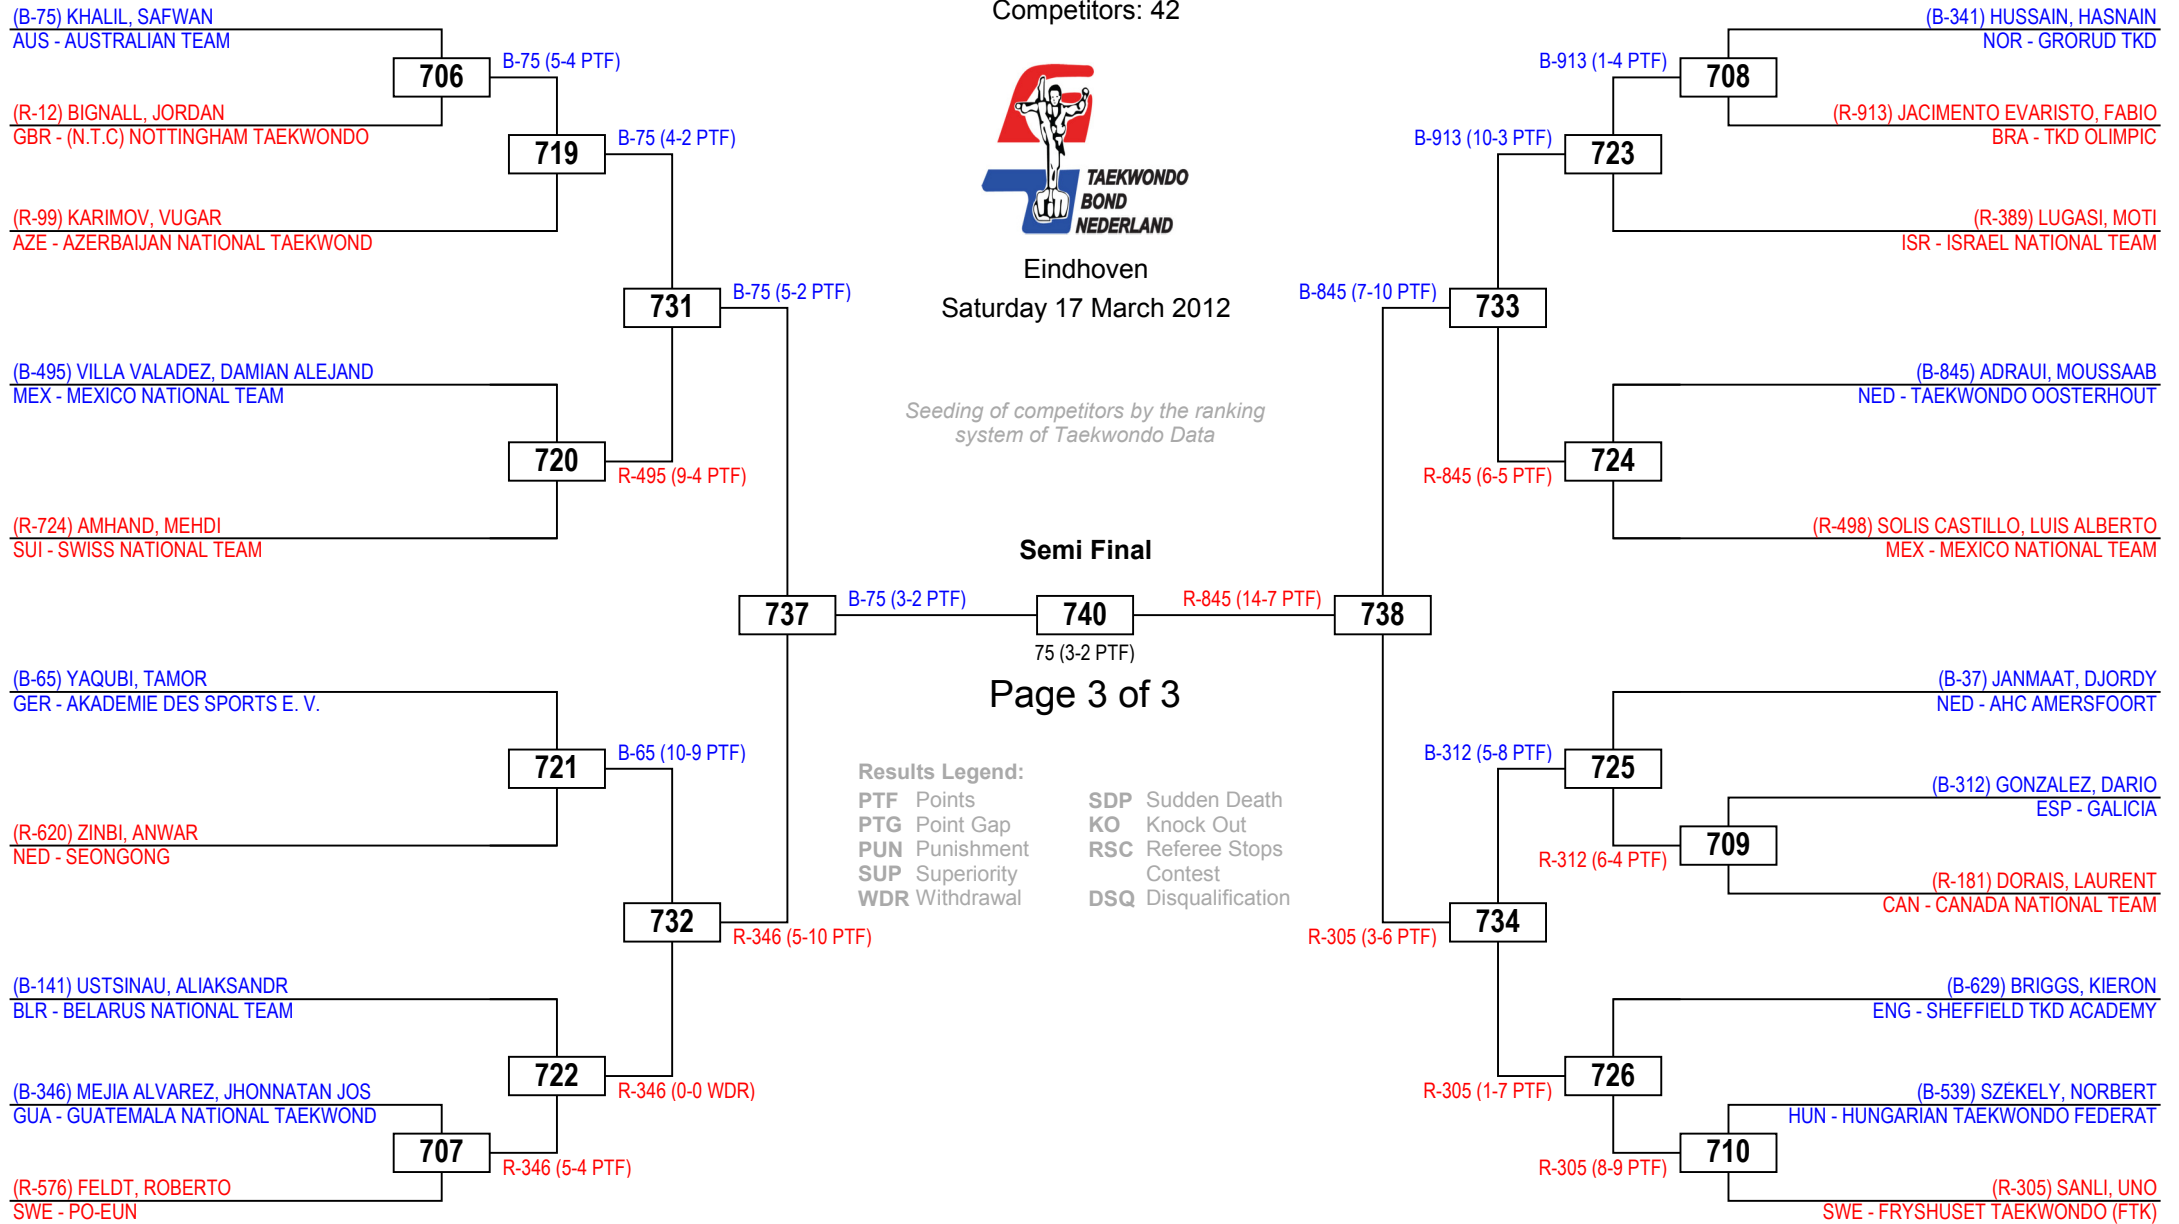 Competitors: 42
TAEKWONDO
BOND
NEDERLAND
Eindhoven
Saturday 17 March 2012
Seeding of competitors by the ranking
system of Taekwondo Data
(B-75) KHALIL, SAFWAN
AUS - AUSTRALIAN TEAM
706
B-75 (5-4 PTF)
(R-12) BIGNALL, JORDAN
GBR - (N.T.C) NOTTINGHAM TAEKWONDO
719
B-75 (4-2 PTF)
(R-99) KARIMOV, VUGAR
AZE - AZERBAIJAN NATIONAL TAEKWOND
731
B-75 (5-2 PTF)
(B-495) VILLA VALADEZ, DAMIAN ALEJAND
MEX - MEXICO NATIONAL TEAM
720
R-495 (9-4 PTF)
(R-724) AMHAND, MEHDI
SUI - SWISS NATIONAL TEAM
737
B-75 (3-2 PTF)
(B-65) YAQUBI, TAMOR
GER - AKADEMIE DES SPORTS E. V.
721
B-65 (10-9 PTF)
(R-620) ZINBI, ANWAR
NED - SEONGONG
732
R-346 (5-10 PTF)
(B-141) USTSINAU, ALIAKSANDR
BLR - BELARUS NATIONAL TEAM
722
R-346 (0-0 WDR)
(B-346) MEJIA ALVAREZ, JHONNATAN JOS
GUA - GUATEMALA NATIONAL TAEKWOND
707
R-346 (5-4 PTF)
(R-576) FELDT, ROBERTO
SWE - PO-EUN
Semi Final
740
75 (3-2 PTF)
Page 3 of 3
Results Legend:
PTF Points
PTG Point Gap
PUN Punishment
SUP Superiority
WDR Withdrawal
SDP Sudden Death
KO Knock Out
RSC Referee Stops
Contest
DSQ Disqualification
(B-341) HUSSAIN, HASNAIN
NOR - GRORUD TKD
B-913 (1-4 PTF)
708
(R-913) JACIMENTO EVARISTO, FABIO
BRA - TKD OLIMPIC
B-913 (10-3 PTF)
723
(R-389) LUGASI, MOTI
ISR - ISRAEL NATIONAL TEAM
B-845 (7-10 PTF)
733
(B-845) ADRAUI, MOUSSAAB
NED - TAEKWONDO OOSTERHOUT
724
R-845 (6-5 PTF)
(R-498) SOLIS CASTILLO, LUIS ALBERTO
MEX - MEXICO NATIONAL TEAM
R-845 (14-7 PTF)
738
(B-37) JANMAAT, DJORDY
NED - AHC AMERSFOORT
B-312 (5-8 PTF)
725
(B-312) GONZALEZ, DARIO
ESP - GALICIA
709
R-312 (6-4 PTF)
(R-181) DORAIS, LAURENT
CAN - CANADA NATIONAL TEAM
734
R-305 (3-6 PTF)
(B-629) BRIGGS, KIERON
ENG - SHEFFIELD TKD ACADEMY
726
R-305 (1-7 PTF)
(B-539) SZÉKELY, NORBERT
HUN - HUNGARIAN TAEKWONDO FEDERAT
710
R-305 (8-9 PTF)
(R-305) SANLI, UNO
SWE - FRYSHUSET TAEKWONDO (FTK)